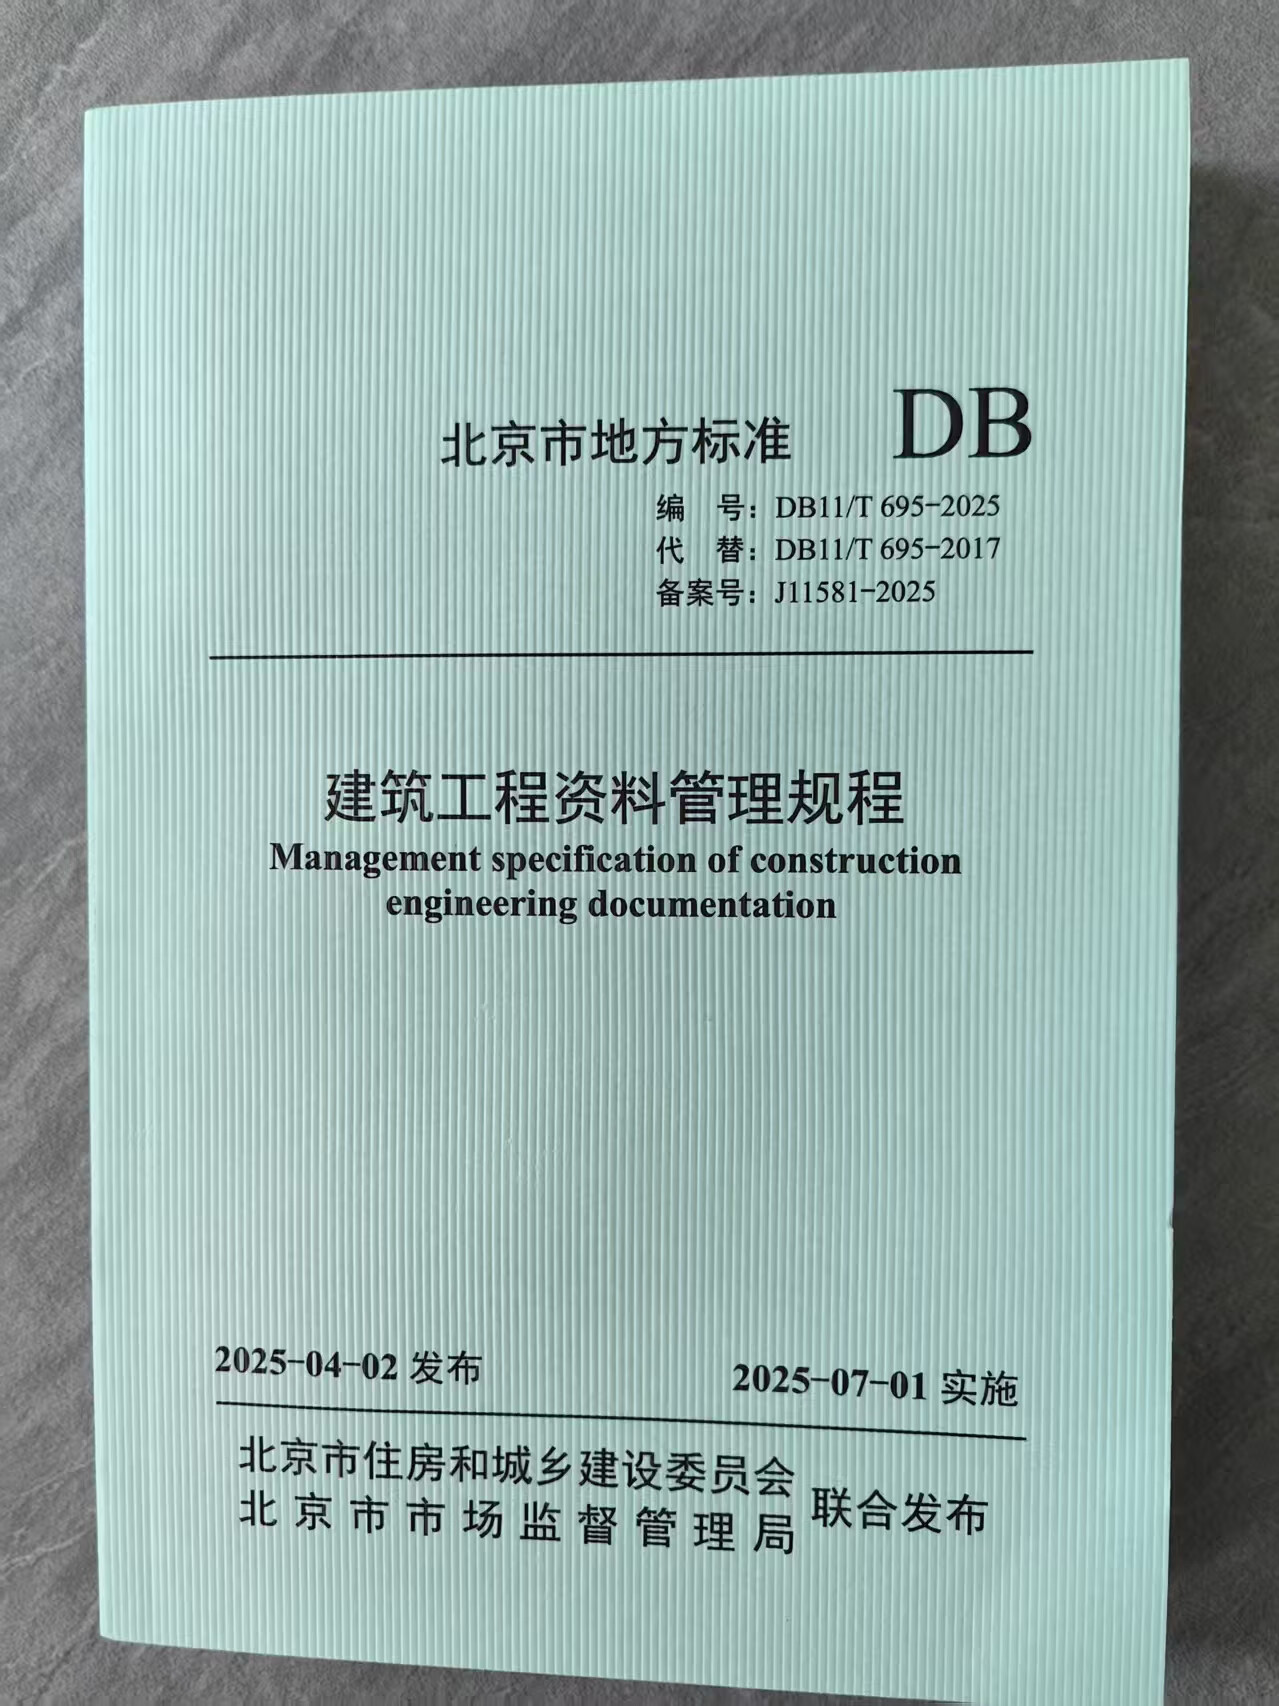 北京市地方标准 DB
编 号：DB11/T 695-2025
代 替：DB11/T 695-2017
备案号：J11581-2025
建筑工程资料管理规程
Management specification of construction
engineering documentation
2025-04-02 发布 2025-07-01 实施
北京市住房和城乡建设委员会
北京市市场监督管理局
联合发布